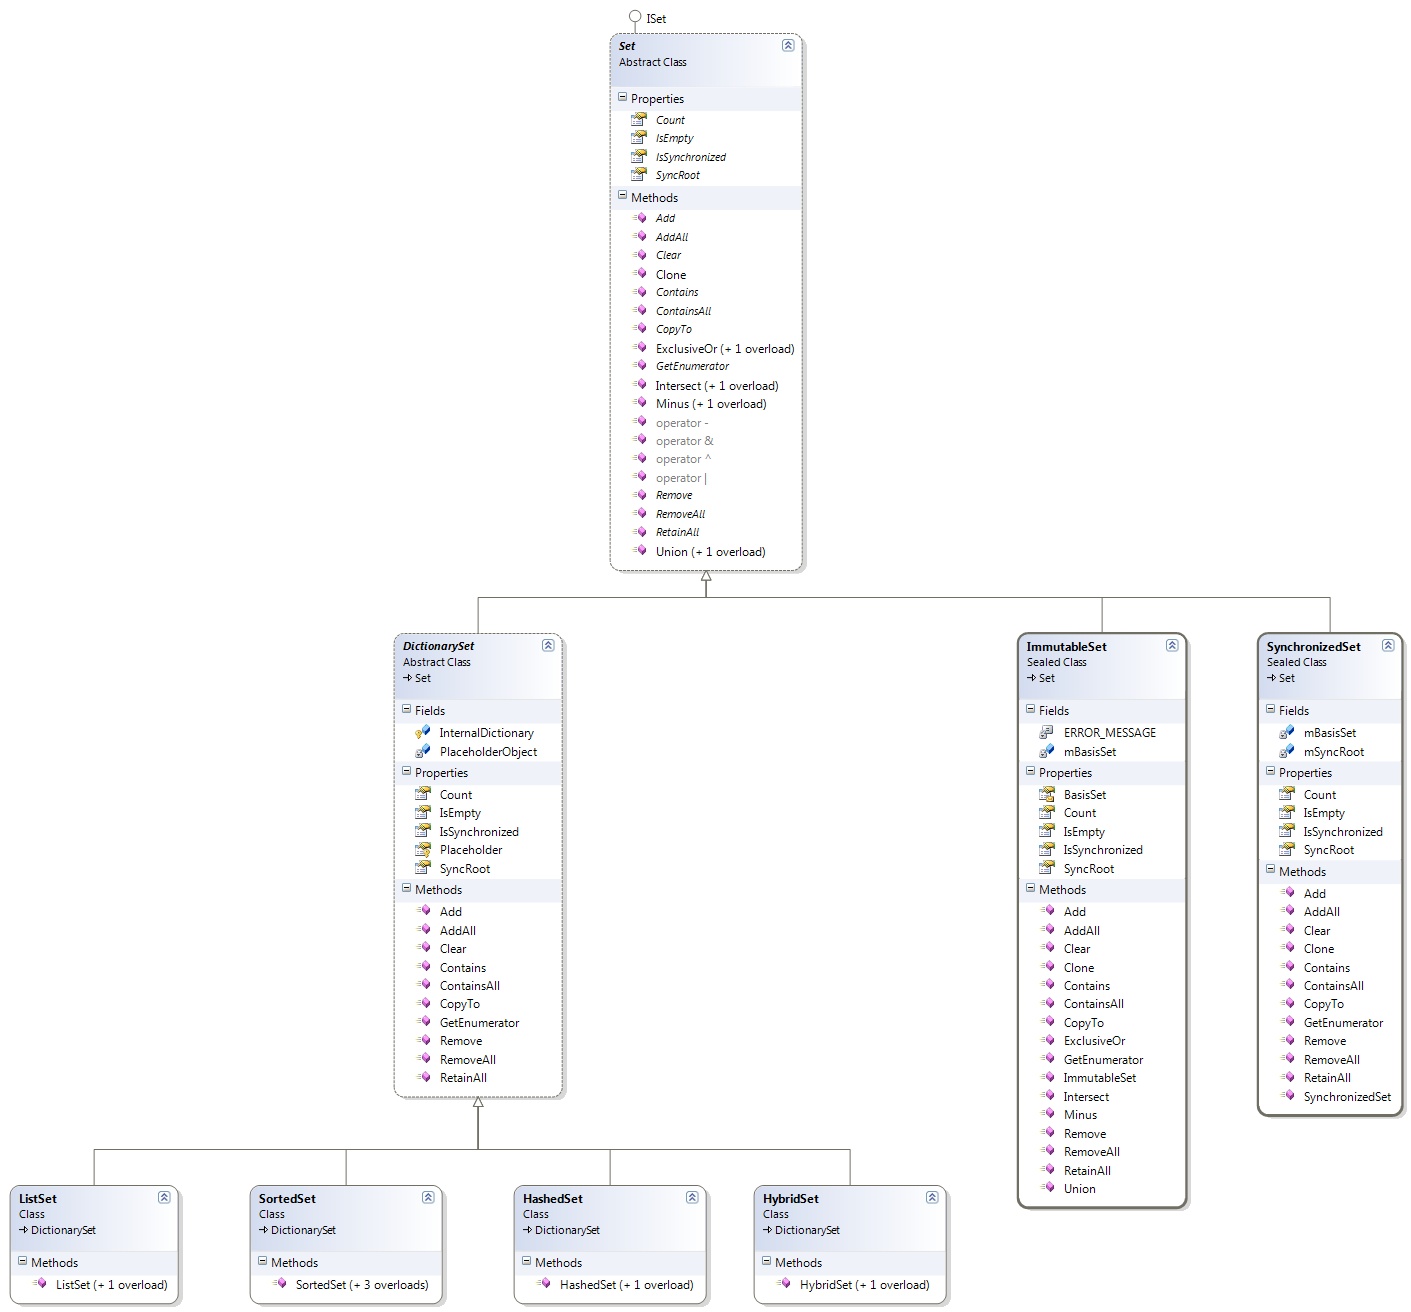 ISet
Set
Abstract Class
Properties
Count
IsEmpty
IsSynchronized
SyncRoot
Methods
Add
AddAll
Clear
Clone
Contains
ContainsAll
CopyTo
ExclusiveOr (+ 1 overload)
GetEnumerator
Intersect (+ 1 overload)
Minus (+ 1 overload)
operator -
operator &
operator ^
operator |
Remove
RemoveAll
RetainAll
Union (+ 1 overload)
DictionarySet
Abstract Class
Set
Fields
InternalDictionary
PlaceholderObject
Properties
Count
IsEmpty
IsSynchronized
Placeholder
SyncRoot
Methods
Add
AddAll
Clear
Contains
ContainsAll
CopyTo
GetEnumerator
Remove
RemoveAll
RetainAll
ImmutableSet
Sealed Class
Set
Fields
ERROR_MESSAGE
mBasisSet
Properties
BasisSet
Count
IsEmpty
IsSynchronized
SyncRoot
Methods
Add
AddAll
Clear
Clone
Contains
ContainsAll
CopyTo
ExclusiveOr
GetEnumerator
ImmutableSet
Intersect
Minus
Remove
RemoveAll
RetainAll
Union
SynchronizedSet
Sealed Class
Set
Fields
mBasisSet
mSyncRoot
Properties
Count
IsEmpty
IsSynchronized
SyncRoot
Methods
Add
AddAll
Clear
Clone
Contains
ContainsAll
CopyTo
GetEnumerator
Remove
RemoveAll
RetainAll
SynchronizedSet
ListSet
Class
DictionarySet
Methods
ListSet (+ 1 overload)
SortedSet
Class
DictionarySet
Methods
SortedSet (+ 3 overloads)
HashedSet
Class
DictionarySet
Methods
HashedSet (+ 1 overload)
HybridSet
Class
DictionarySet
Methods
HybridSet (+ 1 overload)